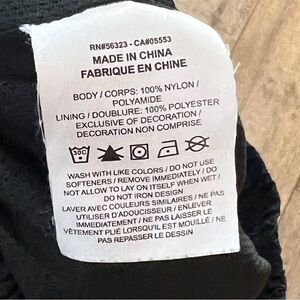 RN#56323 - CA#05553
MADE IN CHINA
FABRIQUE EN CHINE
BODY / CORPS: 100% NYLON /
POLYAMIDE
LINING / DOUBLURE: 100% POLYESTER
EXCLUSIVE OF DECORATION /
DECORATION NON COMPRISE
30C
WASH WITH LIKE COLORS / DO NOT USE
SOFTENERS / REMOVE IMMEDIATELY / DO
NOT ALLOW TO LAY ON ITSELF WHEN WET /
DO NOT IRON DESIGN
LAVER AVEC COULEURS SIMILAIRES / NE PAS
UTILISER D'ADOUCISSEUR / ENLEVER
IMMEDIATEMENT / NE PAS LAISSER LE
VÊTEMENT PLIÉ LORSQU'IL EST MOUILLÉ / NE
PAS REPASSER LE DESSIN